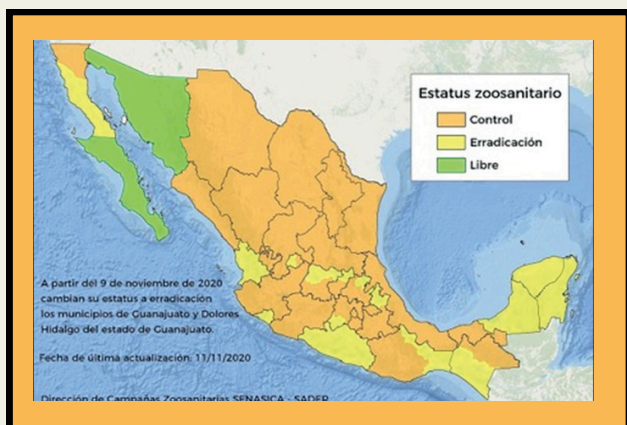 Estatus zoosanitario
Control
Erradicación
Libre
A partir del 9 de noviembre de 2020
cambian su estatus a erradicación
los municipios de Guanajuato y Dolores
Hidalgo del estado de Guanajuato.
Fecha de última actualización: 11/11/2020
Dirección de Campañas Zoosanitarias SENASICA - SADER